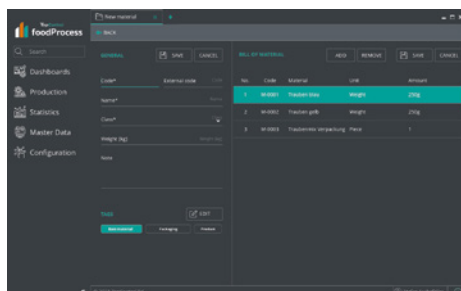 New material
foodProcess
BACK
Search
MATERIAL
SAVE
CANCEL
BILL OF MATERIAL
ADD
REMOVE
SAVE
CANCEL
Dashboards
Production
Statistics
Master Data
Configuration
Code*
External code
Name*
Class*
Weight (kg)
Note
TAGS
EDIT
Raw material
Packaging
Product
No. Code Material Unit Amount
1 M-0001 Trauben blau Weight 250g
2 M-0002 Trauben gelb Weight 250g
3 M-0003 Traubenmix Verpackung Piece 1